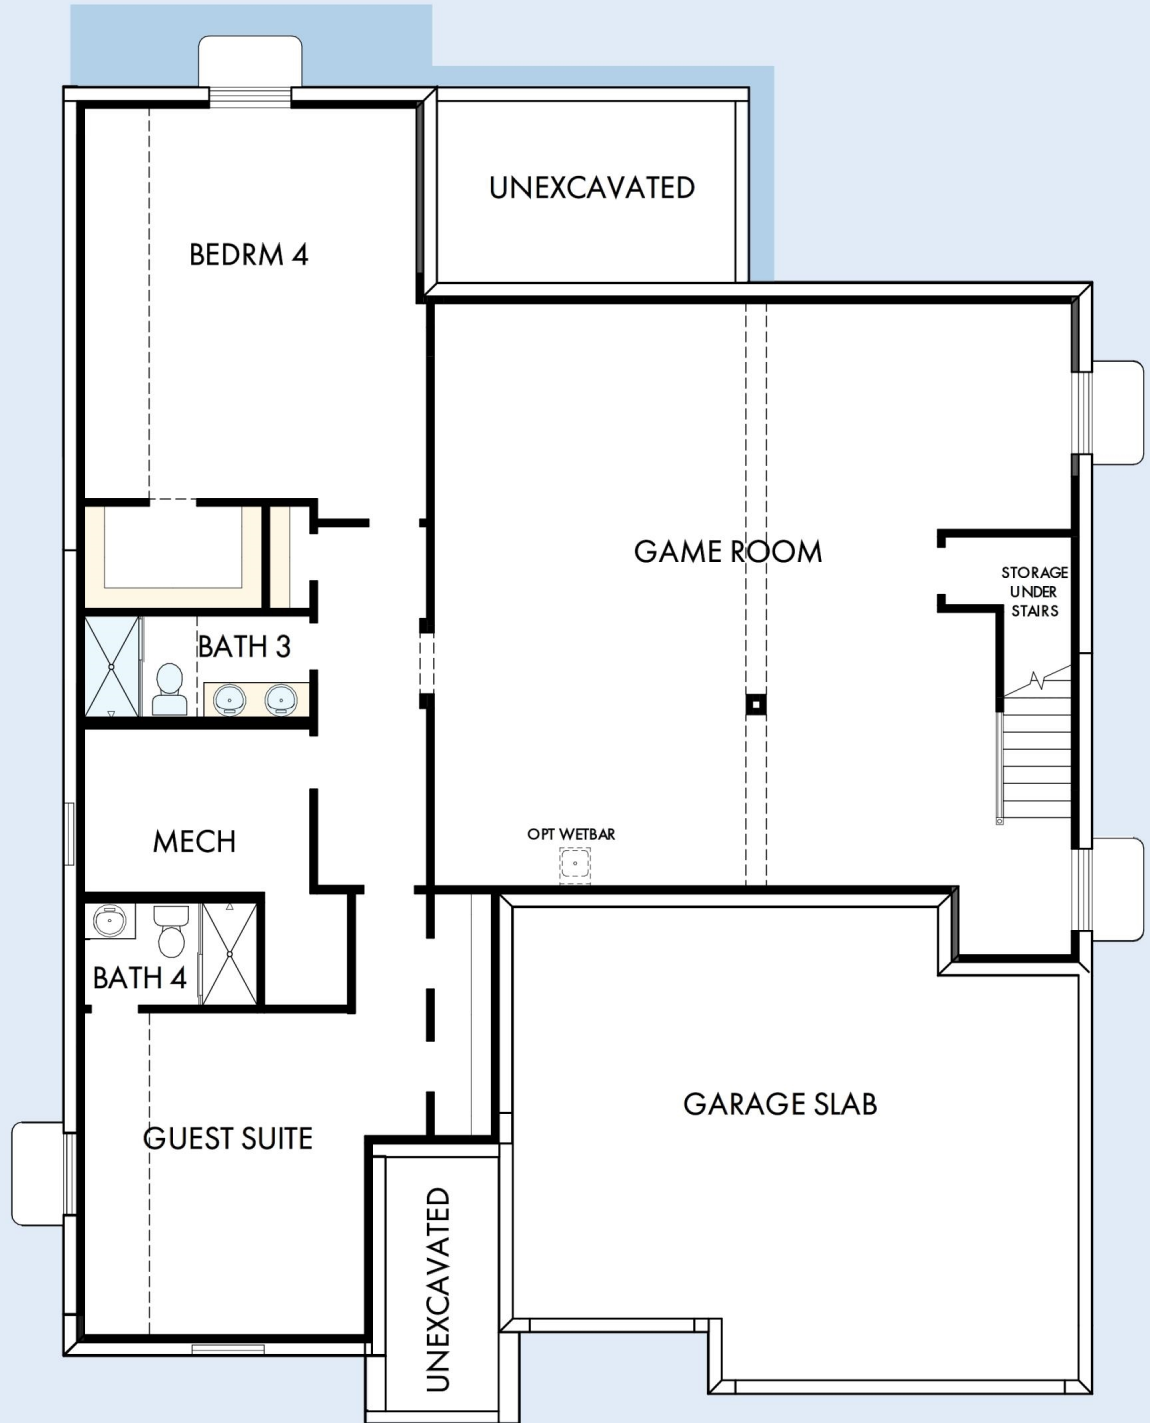 UNEXCAVATED
BEDRM 4
GAME ROOM
STORAGE
UNDER
STAIRS
BATH 3
OPT WETBAR
MECH
BATH 4
GARAGE SLAB
GUEST SUITE
UNEXCAVATED